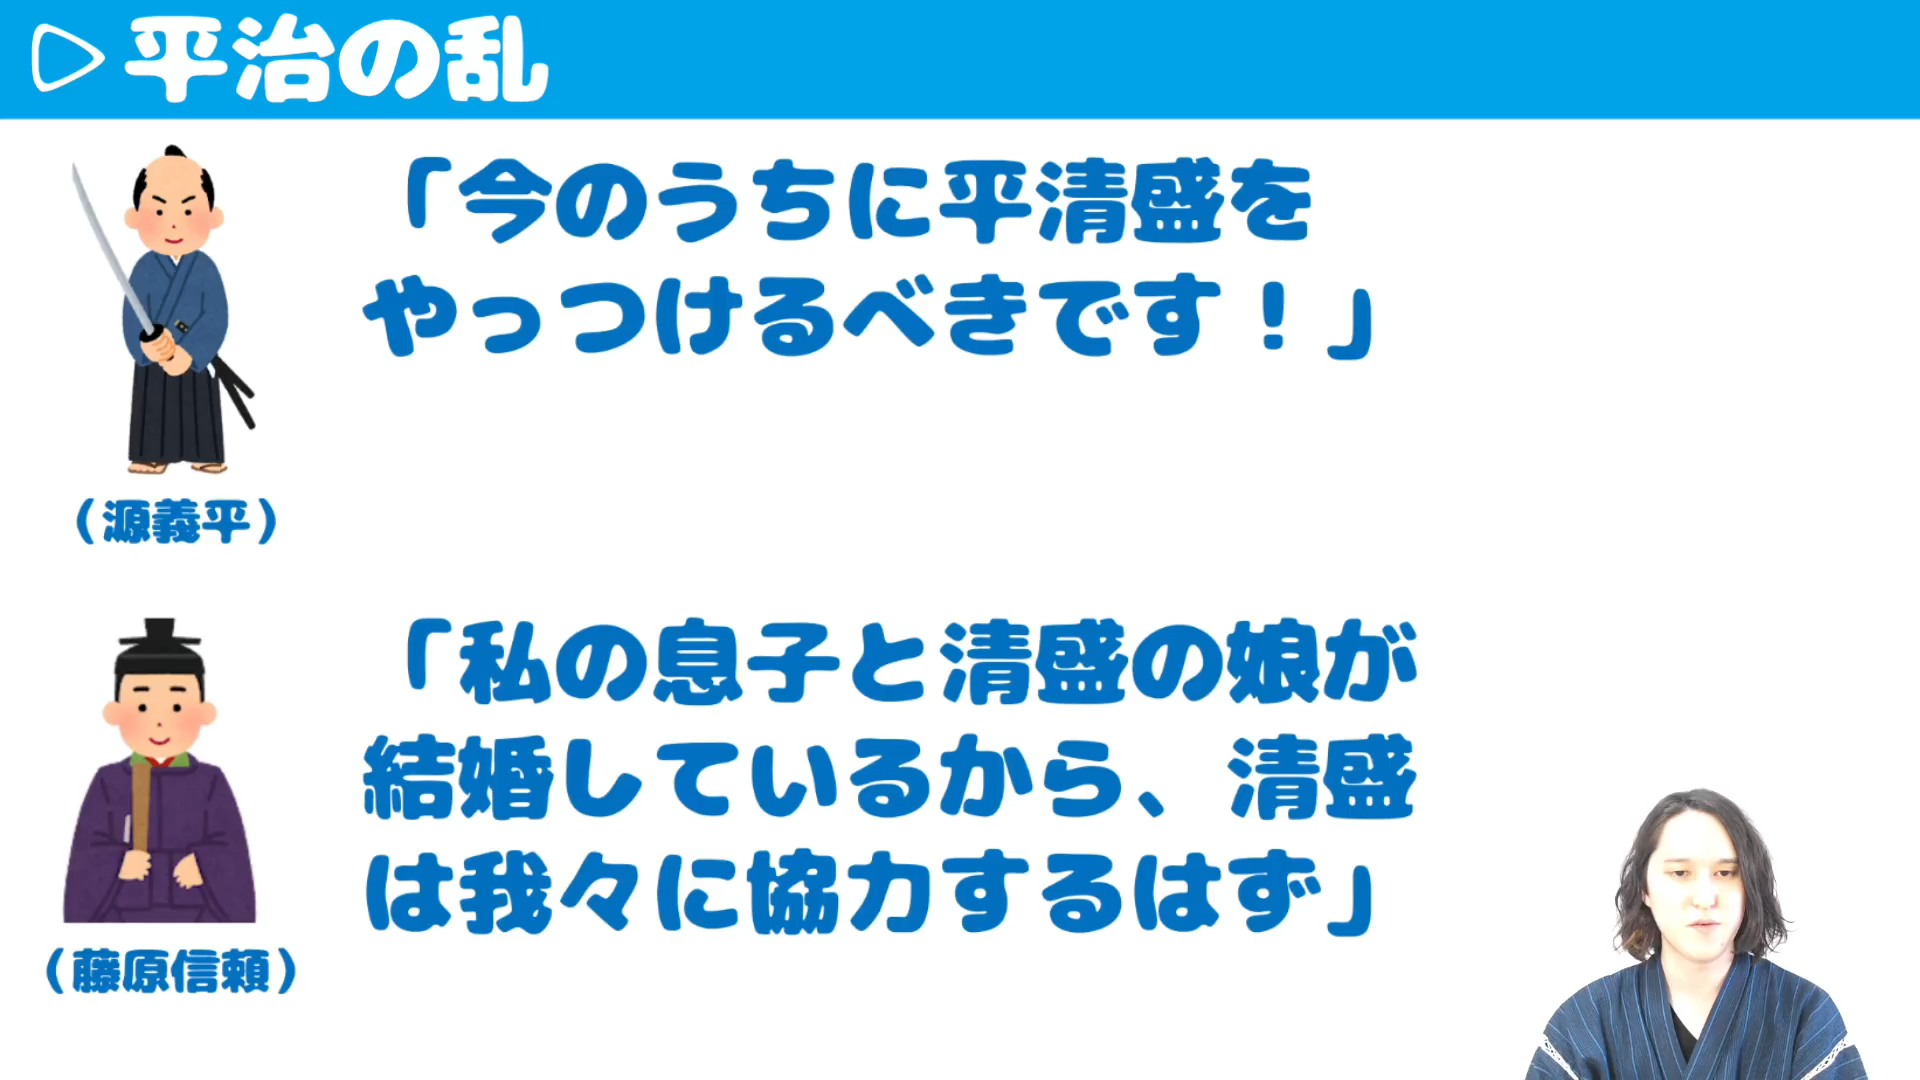 平治の乱
「今のうちに平清盛を
やっつけるべきです！」
（源義平）
「私の息子と清盛の娘が
結婚しているから、清盛
は我々に協力するはず」
（藤原信頼）